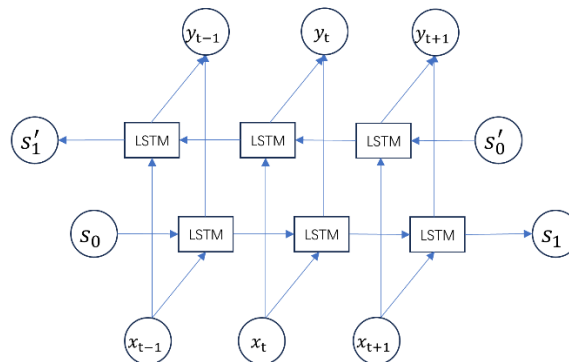 y_{t-1} y_t y_{t+1}
s'_1 LSTM LSTM LSTM s'_0
s_0 LSTM LSTM LSTM s_1
x_{t-1} x_t x_{t+1}